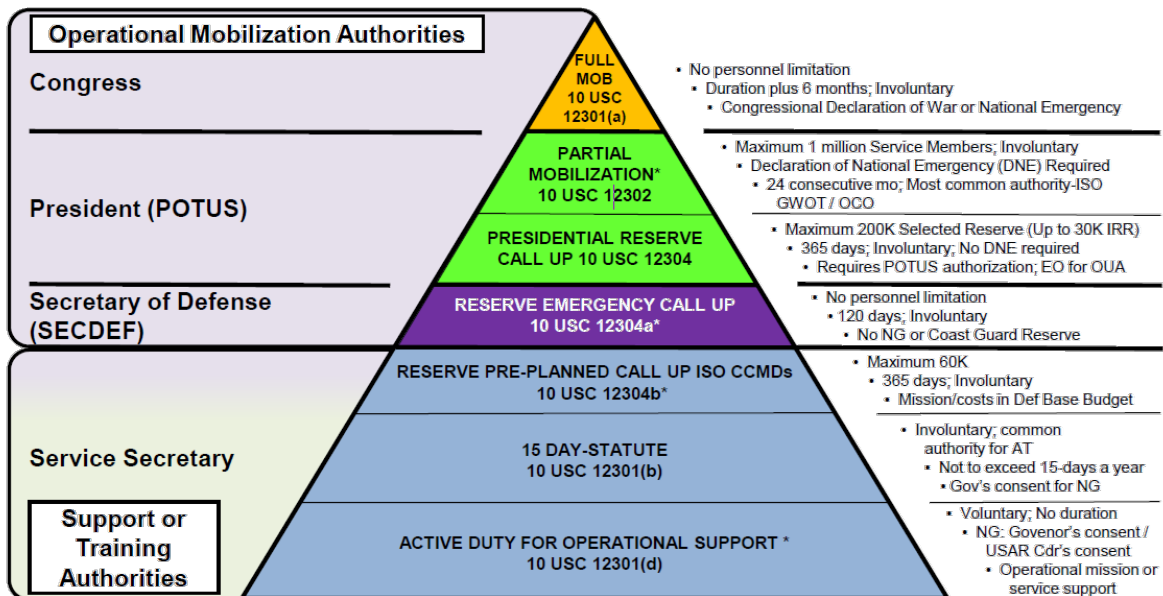 Operational Mobilization Authorities
Congress
FULL
MOB
10 USC
12301(a)
▪ No personnel limitation
▪ Duration plus 6 months; Involuntary
▪ Congressional Declaration of War or National Emergency
President (POTUS)
PARTIAL
MOBILIZATION*
10 USC 12302
▪ Maximum 1 million Service Members; Involuntary
▪ Declaration of National Emergency (DNE) Required
▪ 24 consecutive mo; Most common authority-ISO
GWOT / OCO
PRESIDENTIAL RESERVE
CALL UP 10 USC 12304
▪ Maximum 200K Selected Reserve (Up to 30K IRR)
▪ 365 days; Involuntary; No DNE required
▪ Requires POTUS authorization; EO for OUA
Secretary of Defense
(SECDEF)
RESERVE EMERGENCY CALL UP
10 USC 12304a*
▪ No personnel limitation
▪ 120 days; Involuntary
▪ No NG or Coast Guard Reserve
Service Secretary
RESERVE PRE-PLANNED CALL UP ISO CCMDs
10 USC 12304b*
▪ Maximum 60K
▪ 365 days; Involuntary
▪ Mission/costs in Def Base Budget
15 DAY-STATUTE
10 USC 12301(b)
▪ Involuntary; common
authority for AT
▪ Not to exceed 15-days a year
▪ Gov's consent for NG
Support or
Training
Authorities
ACTIVE DUTY FOR OPERATIONAL SUPPORT *
10 USC 12301(d)
▪ Voluntary; No duration
▪ NG: Govenor's consent /
USAR Cdr's consent
▪ Operational mission or
service support